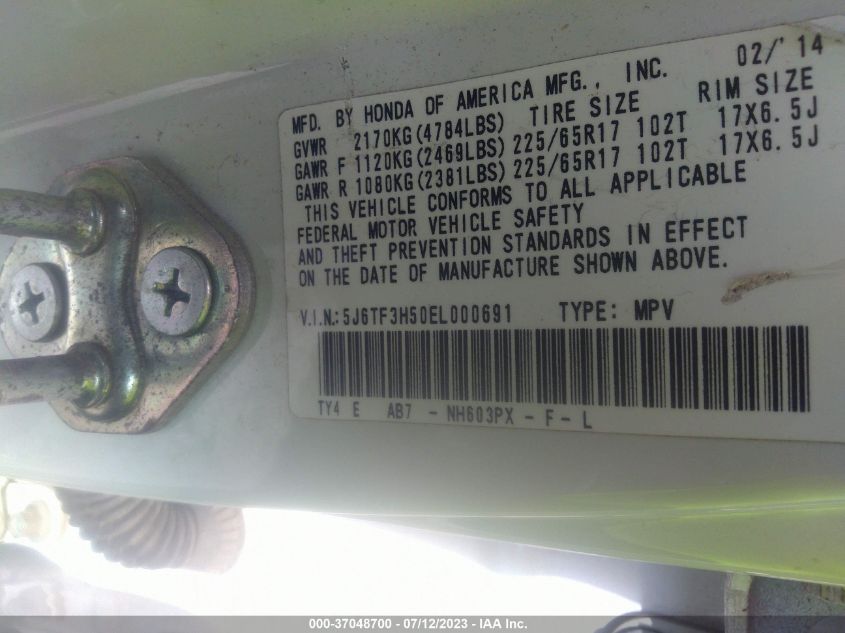 02/'14
MFD. BY HONDA OF AMERICA MFG., INC.
GVWR 2170KG(4784LBS) TIRE SIZE RIM SIZE
GAWR F 1120KG(2469LBS) 225/65R17 102T 17X6.5J
GAWR R 1080KG(2381LBS) 225/65R17 102T 17X6.5J
THIS VEHICLE CONFORMS TO ALL APPLICABLE
FEDERAL MOTOR VEHICLE SAFETY
AND THEFT PREVENTION STANDARDS IN EFFECT
ON THE DATE OF MANUFACTURE SHOWN ABOVE.
V.I.N.: 5J6TF3H50EL000691 TYPE: MPV
TY4 E AB7 - NH603PX - F - L
000-37048700 - 07/12/2023 - IAA Inc.